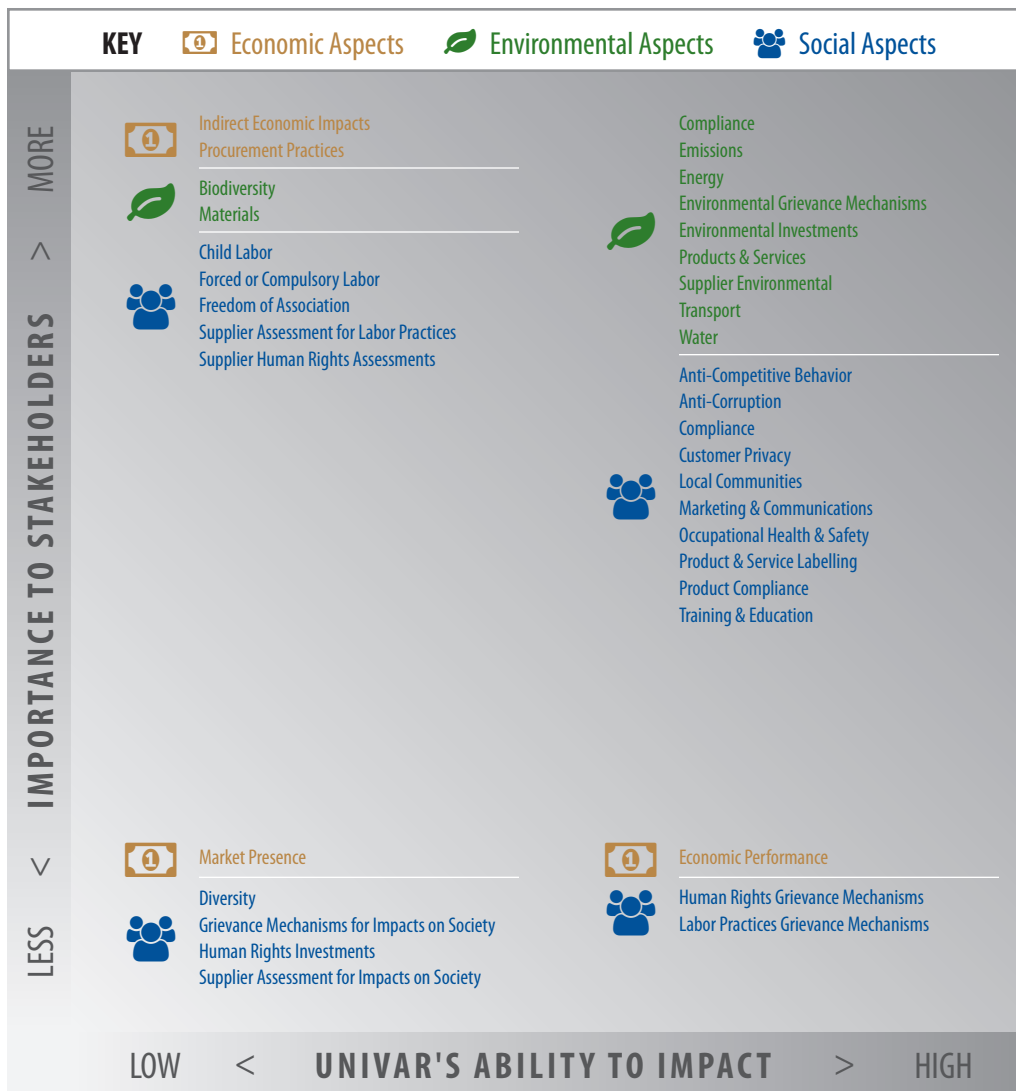 KEY Economic Aspects Environmental Aspects Social Aspects
MORE
>
IMPORTANCE TO STAKEHOLDERS
<
LESS
1
Indirect Economic Impacts
Procurement Practices
Biodiversity
Materials
Child Labor
Forced or Compulsory Labor
Freedom of Association
Supplier Assessment for Labor Practices
Supplier Human Rights Assessments
Compliance
Emissions
Energy
Environmental Grievance Mechanisms
Environmental Investments
Products & Services
Supplier Environmental
Transport
Water
Anti-Competitive Behavior
Anti-Corruption
Compliance
Customer Privacy
Local Communities
Marketing & Communications
Occupational Health & Safety
Product & Service Labelling
Product Compliance
Training & Education
1
Market Presence
Diversity
Grievance Mechanisms for Impacts on Society
Human Rights Investments
Supplier Assessment for Impacts on Society
1
Economic Performance
Human Rights Grievance Mechanisms
Labor Practices Grievance Mechanisms
LOW < UNIVAR'S ABILITY TO IMPACT > HIGH